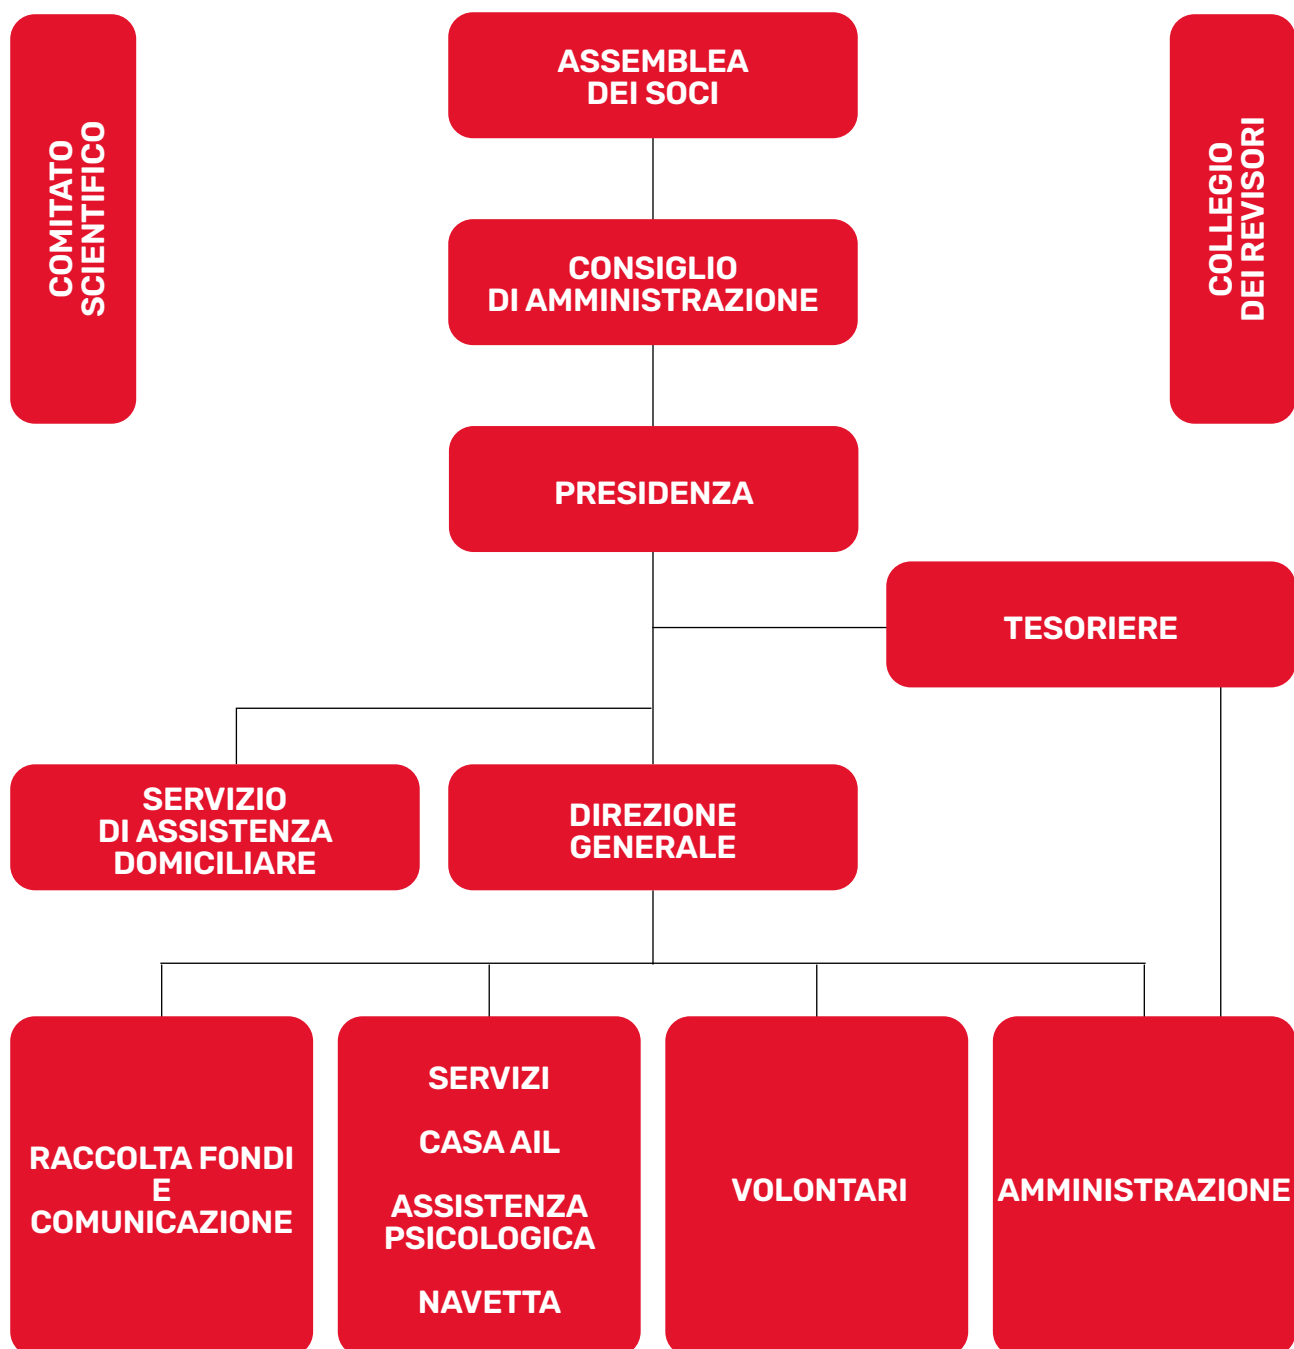 COMITATO
SCIENTIFICO
ASSEMBLEA
DEI SOCI
COLLEGIO
DEI REVISORI
CONSIGLIO
DI AMMINISTRAZIONE
PRESIDENZA
TESORIERE
SERVIZIO
DI ASSISTENZA
DOMICILIARE
DIREZIONE
GENERALE
RACCOLTA FONDI
E
COMUNICAZIONE
SERVIZI
CASA AIL
ASSISTENZA
PSICOLOGICA
NAVETTA
VOLONTARI
AMMINISTRAZIONE